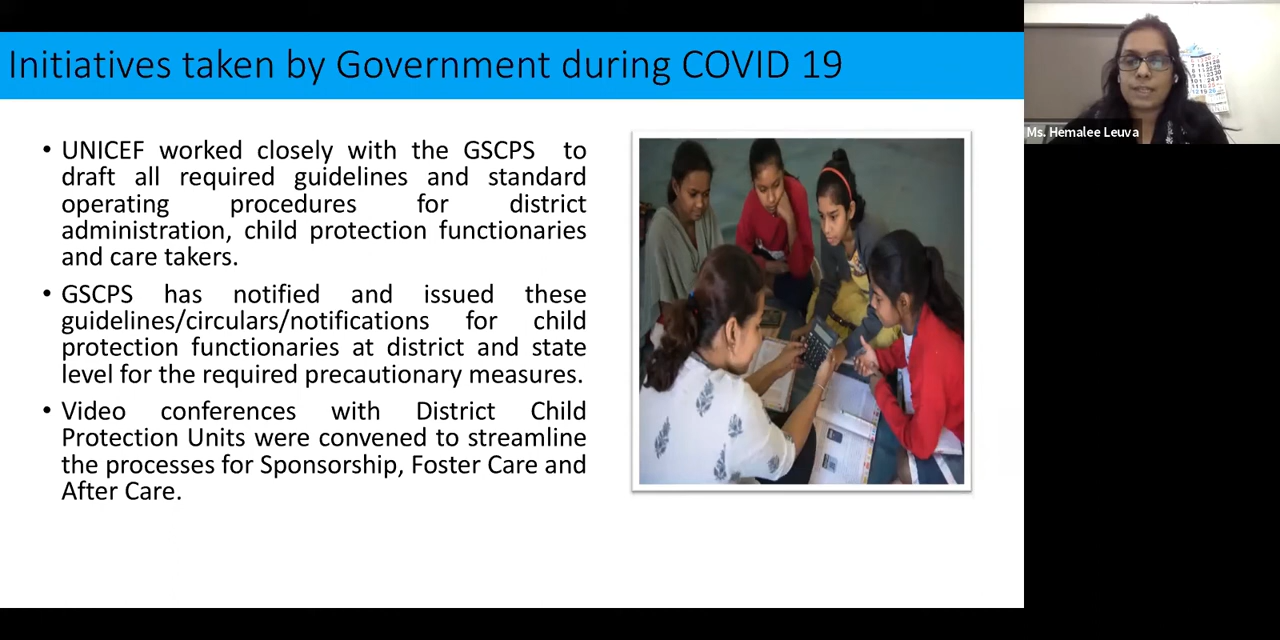 Initiatives taken by Government during COVID 19
• UNICEF worked closely with the GSCPS to
draft all required guidelines and standard
operating procedures for district
administration, child protection functionaries
and care takers.
• GSCPS has notified and issued these
guidelines/circulars/notifications for child
protection functionaries at district and state
level for the required precautionary measures.
• Video conferences with District Child
Protection Units were convened to streamline
the processes for Sponsorship, Foster Care and
After Care.
Ms. Hemalee Leuva